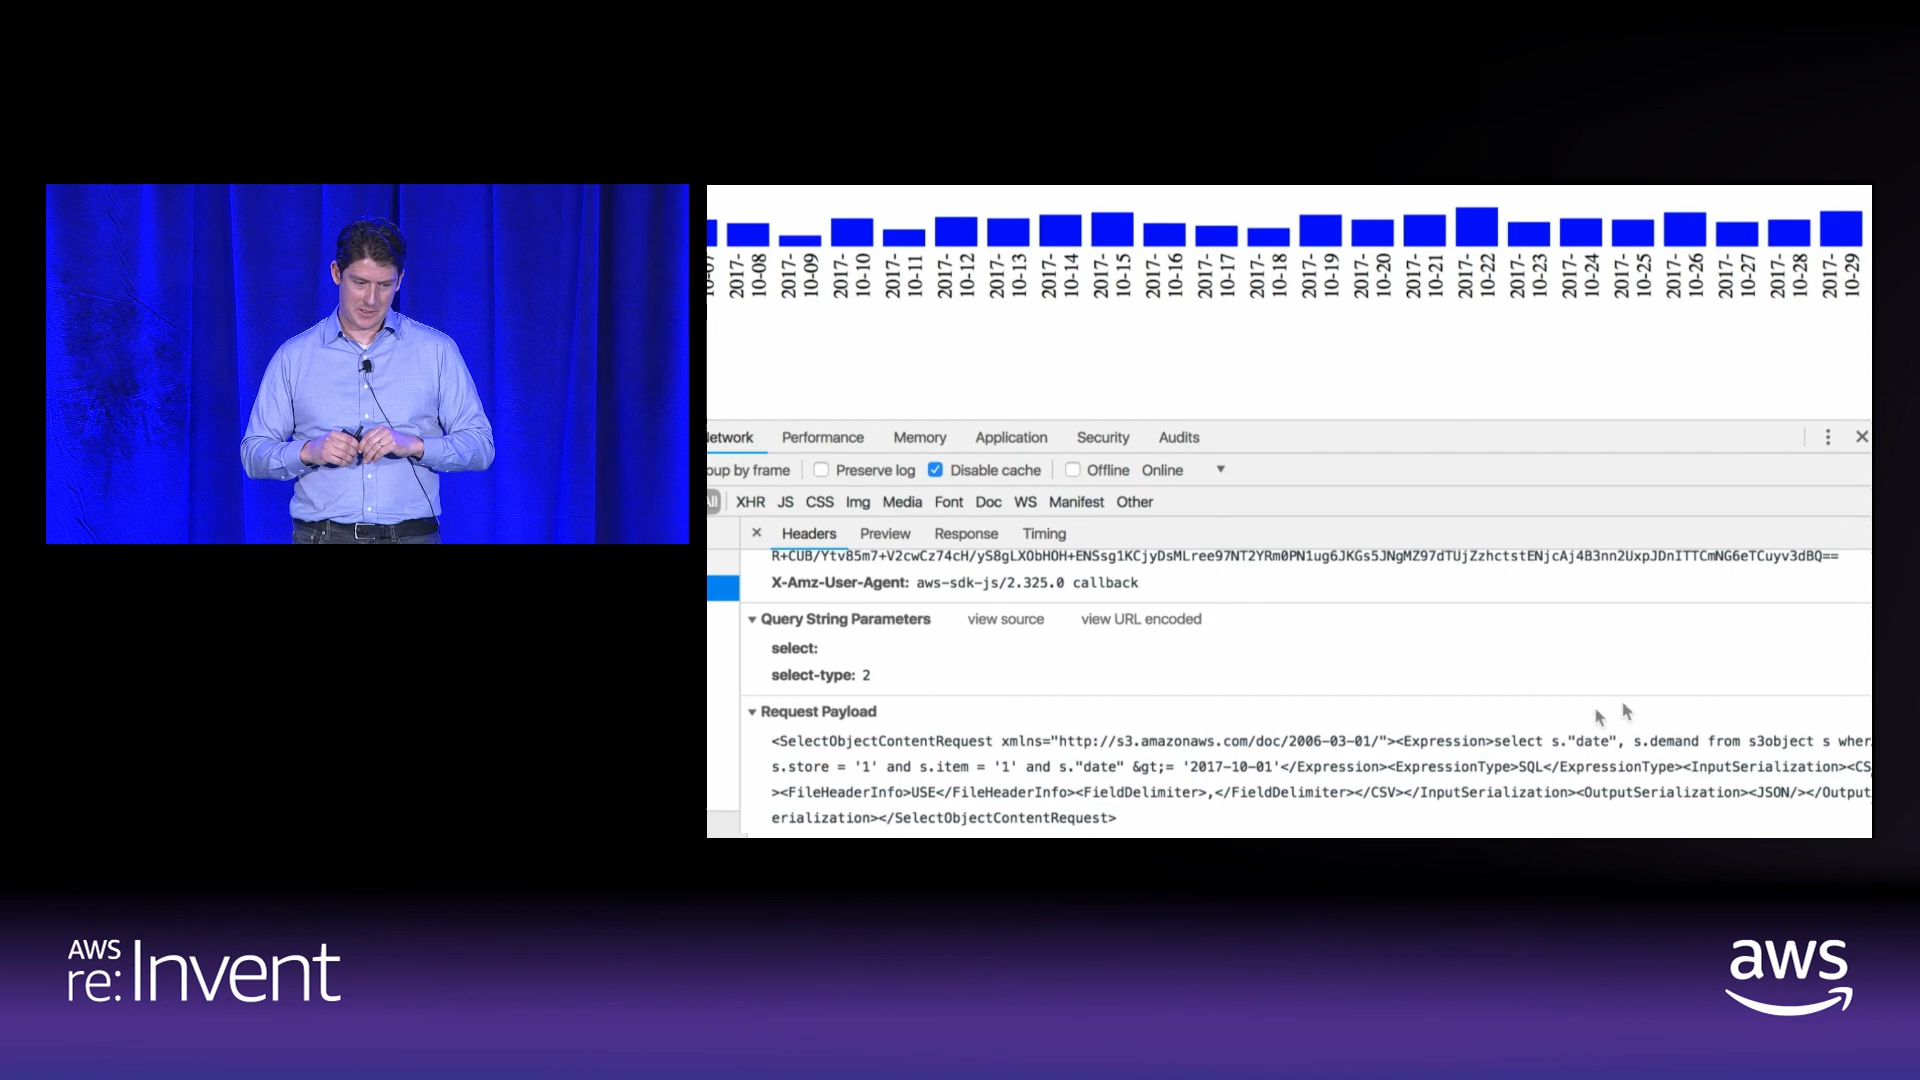 10-07
2017-
10-08
2017-
10-09
2017-
10-10
2017-
10-11
2017-
10-12
2017-
10-13
2017-
10-14
2017-
10-15
2017-
10-16
2017-
10-17
2017-
10-18
2017-
10-19
2017-
10-20
2017-
10-21
2017-
10-22
2017-
10-23
2017-
10-24
2017-
10-25
2017-
10-26
2017-
10-27
2017-
10-28
2017-
10-29
etwork Performance Memory Application Security Audits
oup by frame Preserve log Disable cache Offline Online
All XHR JS CSS Img Media Font Doc WS Manifest Other
Headers Preview Response Timing
R+CUB/Ytv85m7+V2cwCz74cH/yS8gLXObHOH+ENSsg1KCjyDsMLree97NT2YRm0PN1ug6JKGs5JNgMZ97dTUjZzhctstENjcAj4B3nn2UxpJDnITTCmNG6eTCuyv3dBQ==
X-Amz-User-Agent: aws-sdk-js/2.325.0 callback
Query String Parameters view source view URL encoded
select:
select-type: 2
Request Payload
<SelectObjectContentRequest xmlns="http://s3.amazonaws.com/doc/2006-03-01/"><Expression>select s."date", s.demand from s3object s wher
s.store = '1' and s.item = '1' and s."date" &gt;= '2017-10-01'</Expression><ExpressionType>SQL</ExpressionType><InputSerialization><CS
><FileHeaderInfo>USE</FileHeaderInfo><FieldDelimiter>,</FieldDelimiter></CSV></InputSerialization><OutputSerialization><JSON/></Output
erialization></SelectObjectContentRequest>
AWS
re:Invent
aws